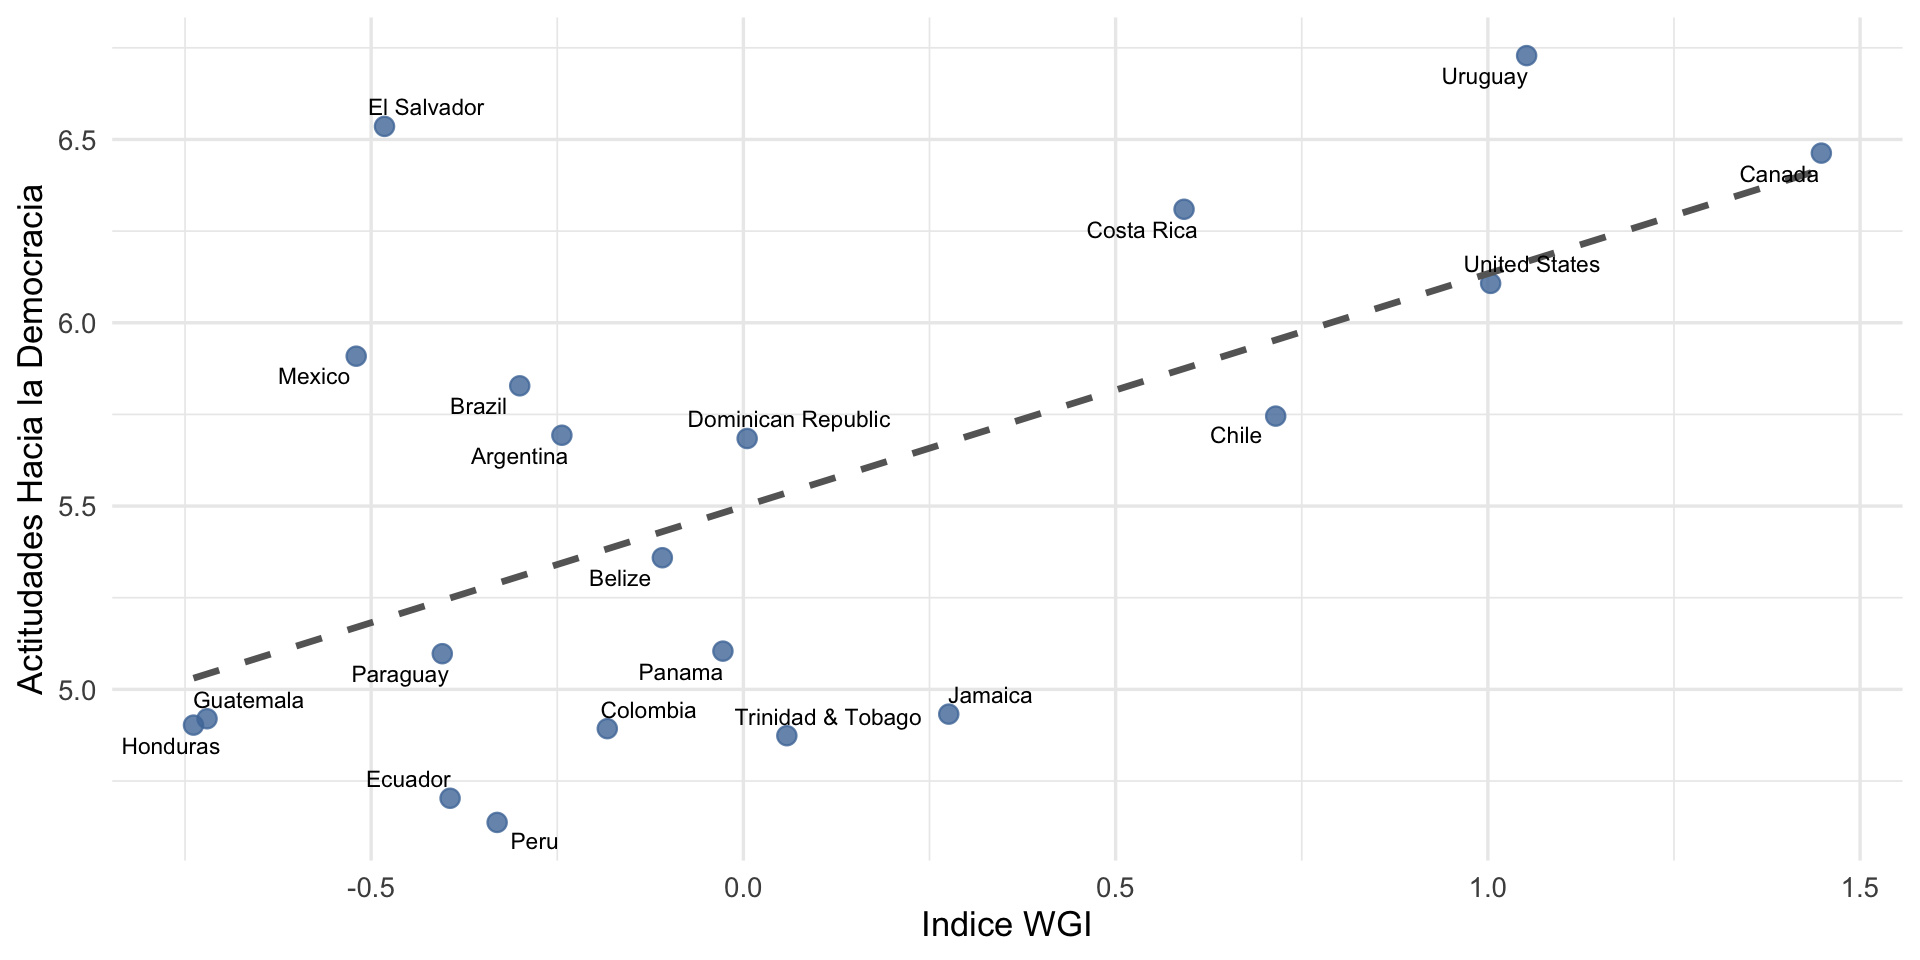 Uruguay
El Salvador
6.5
Canada
Costa Rica
United States
6.0
Mexico
Brazil
Dominican Republic
Chile
Argentina
5.5
Belize
Paraguay
Panama
5.0
Guatemala
Jamaica
Colombia
Trinidad & Tobago
Honduras
Ecuador
Peru
-0.5
0.0
0.5
1.0
1.5
Indice WGI
Actitudades Hacia la Democracia